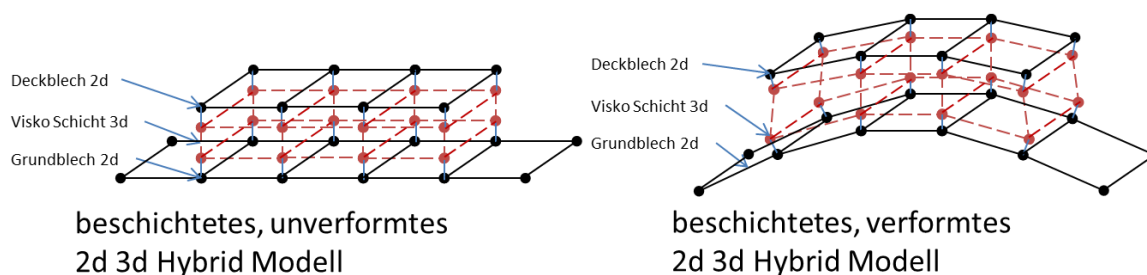 Deckblech 2d
Visko Schicht 3d
Grundblech 2d
beschichtetes, unverformtes
2d 3d Hybrid Modell
Deckblech 2d
Visko Schicht 3d
Grundblech 2d
beschichtetes, verformtes
2d 3d Hybrid Modell